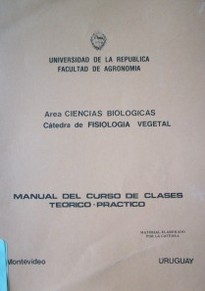 UNIVERSIDAD DE LA REPUBLICA
FACULTAD DE AGRONOMIA
Area CIENCIAS BIOLOGICAS
Cátedra de FISIOLOGIA VEGETAL
MANUAL DEL CURSO DE CLASES
TEORICO-PRACTICO
MATERIAL ELABORADO
POR LA CATEDRA
Montevideo URUGUAY